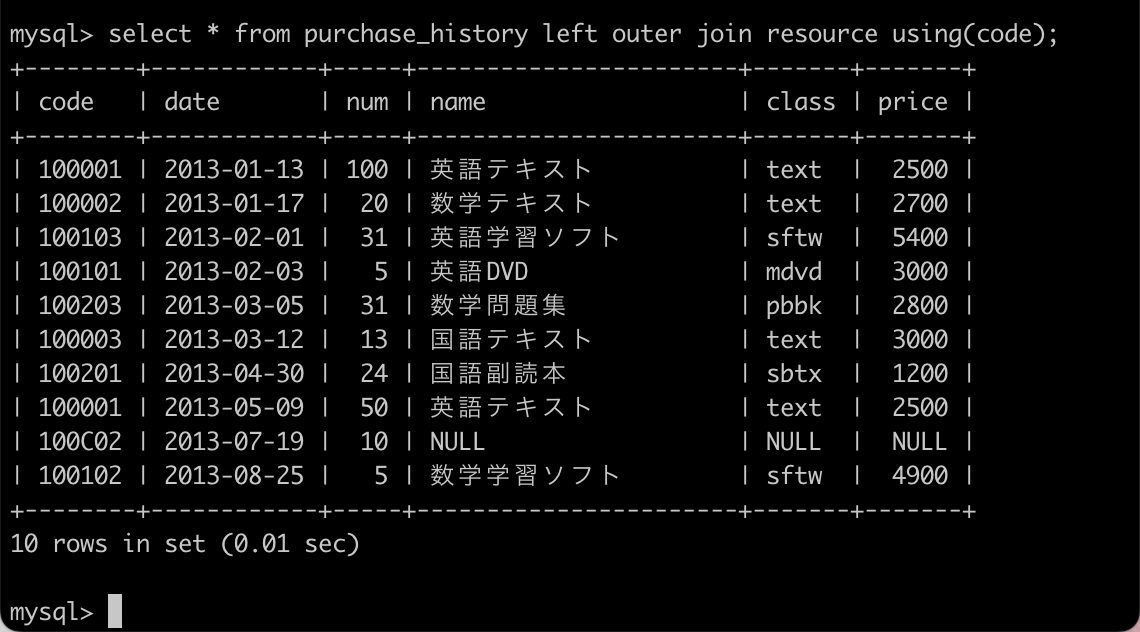 mysql> select * from purchase_history left outer join resource using(code);
+--------+------------+-----+-----------------------+-------+-------+
| code   | date       | num | name                  | class | price |
+--------+------------+-----+-----------------------+-------+-------+
| 100001 | 2013-01-13 | 100 | 英語テキスト          | text  | 2500 |
| 100002 | 2013-01-17 |  20 | 数学テキスト          | text  | 2700 |
| 100103 | 2013-02-01 |  31 | 英語学習ソフト        | sftw  | 5400 |
| 100101 | 2013-02-03 |   5 | 英語DVD               | mdvd  | 3000 |
| 100203 | 2013-03-05 |  31 | 数学問題集            | pbbk  | 2800 |
| 100003 | 2013-03-12 |  13 | 国語テキスト          | text  | 3000 |
| 100201 | 2013-04-30 |  24 | 国語副読本            | sbtx  | 1200 |
| 100001 | 2013-05-09 |  50 | 英語テキスト          | text  | 2500 |
| 100C02 | 2013-07-19 |  10 | NULL                  | NULL  | NULL |
| 100102 | 2013-08-25 |   5 | 数学学習ソフト        | sftw  | 4900 |
+--------+------------+-----+-----------------------+-------+-------+
10 rows in set (0.01 sec)
mysql>